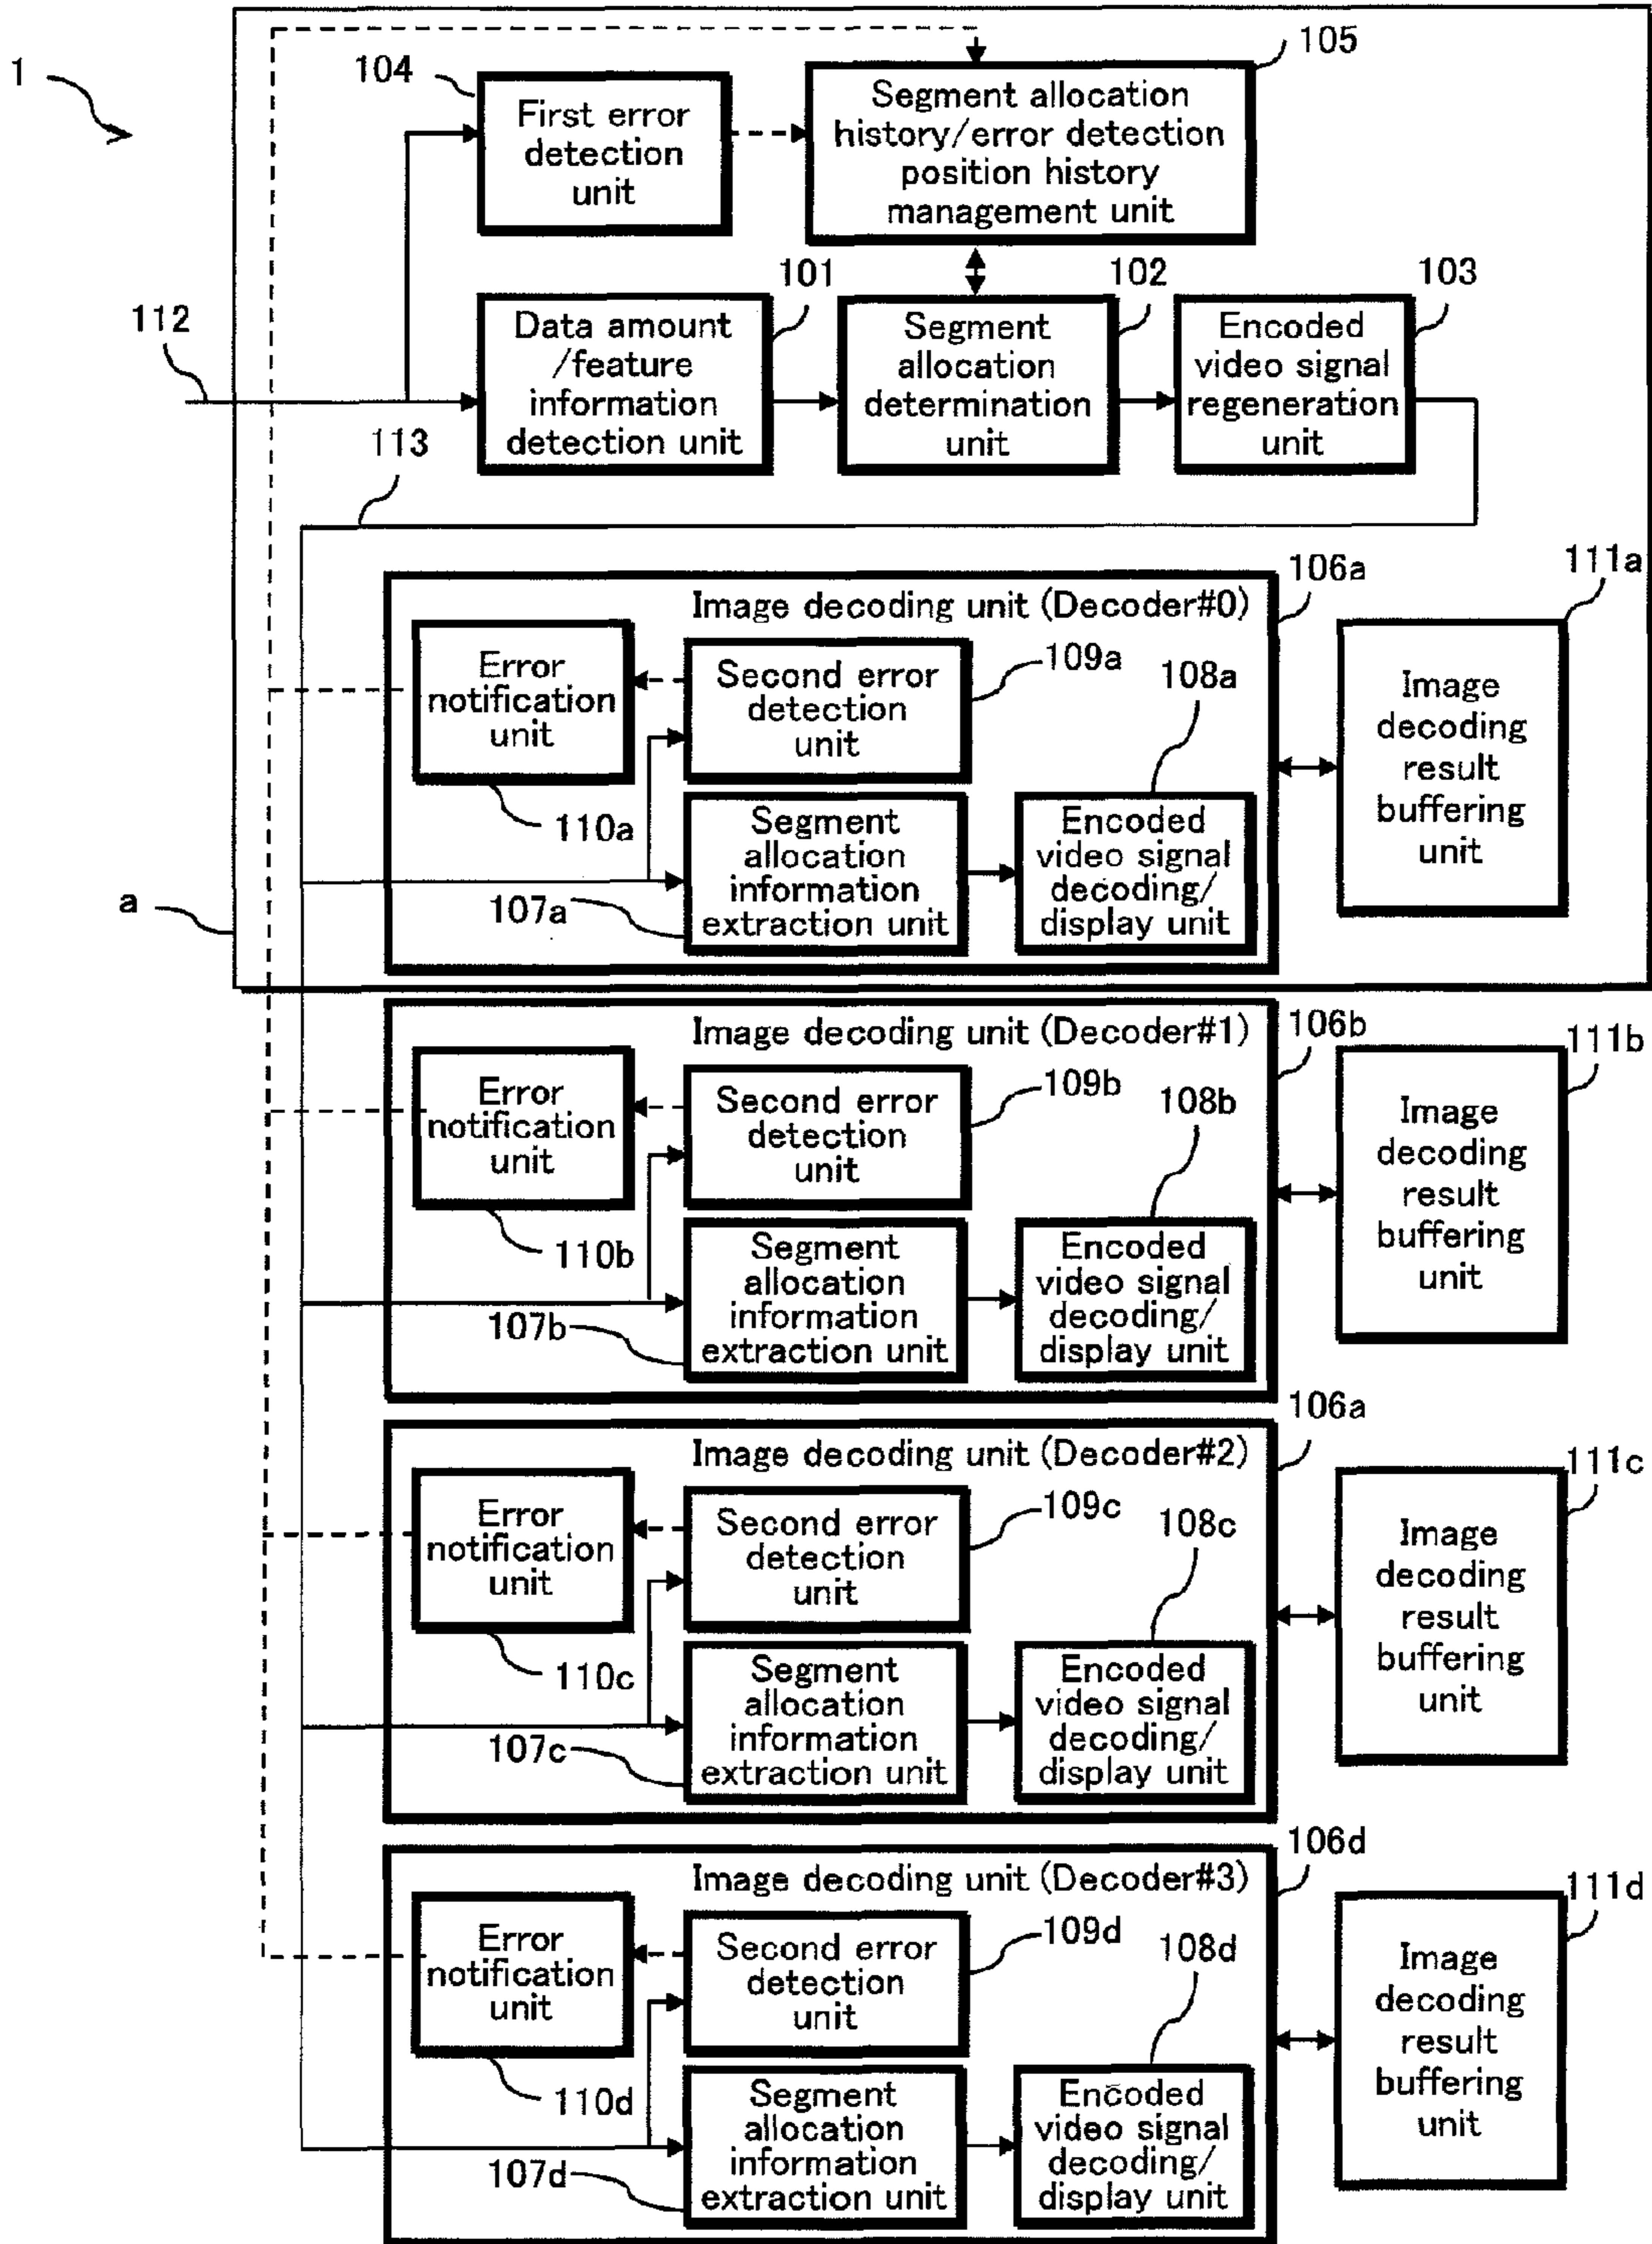 1
104
First error
detection
unit
105
Segment allocation
history/error detection
position history
management unit
112
101
Data amount
/feature
information
detection unit
102
Segment
allocation
determination
unit
103
Encoded
video signal
regeneration
unit
113
a
Image decoding unit (Decoder#0)
106a
111a
Error
notification
unit
110a
Second error
detection
unit
109a
108a
Segment
allocation
information
extraction unit
107a
Encoded
video signal
decoding/
display unit
Image
decoding
result
buffering
unit
Image decoding unit (Decoder#1)
106b
111b
Error
notification
unit
110b
Second error
detection
unit
109b
108b
Segment
allocation
information
extraction unit
107b
Encoded
video signal
decoding/
display unit
Image
decoding
result
buffering
unit
Image decoding unit (Decoder#2)
106a
111c
Error
notification
unit
110c
Second error
detection
unit
109c
108c
Segment
allocation
information
extraction unit
107c
Encoded
video signal
decoding/
display unit
Image
decoding
result
buffering
unit
Image decoding unit (Decoder#3)
106d
111d
Error
notification
unit
110d
Second error
detection
unit
109d
108d
Segment
allocation
information
extraction unit
107d
Encoded
video signal
decoding/
display unit
Image
decoding
result
buffering
unit